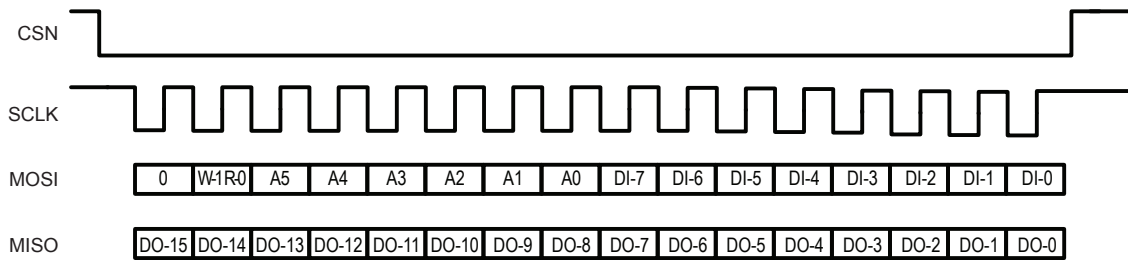 CSN
SCLK
MOSI 0 W-1R-0 A5 A4 A3 A2 A1 A0 DI-7 DI-6 DI-5 DI-4 DI-3 DI-2 DI-1 DI-0
MISO DO-15 DO-14 DO-13 DO-12 DO-11 DO-10 DO-9 DO-8 DO-7 DO-6 DO-5 DO-4 DO-3 DO-2 DO-1 DO-0